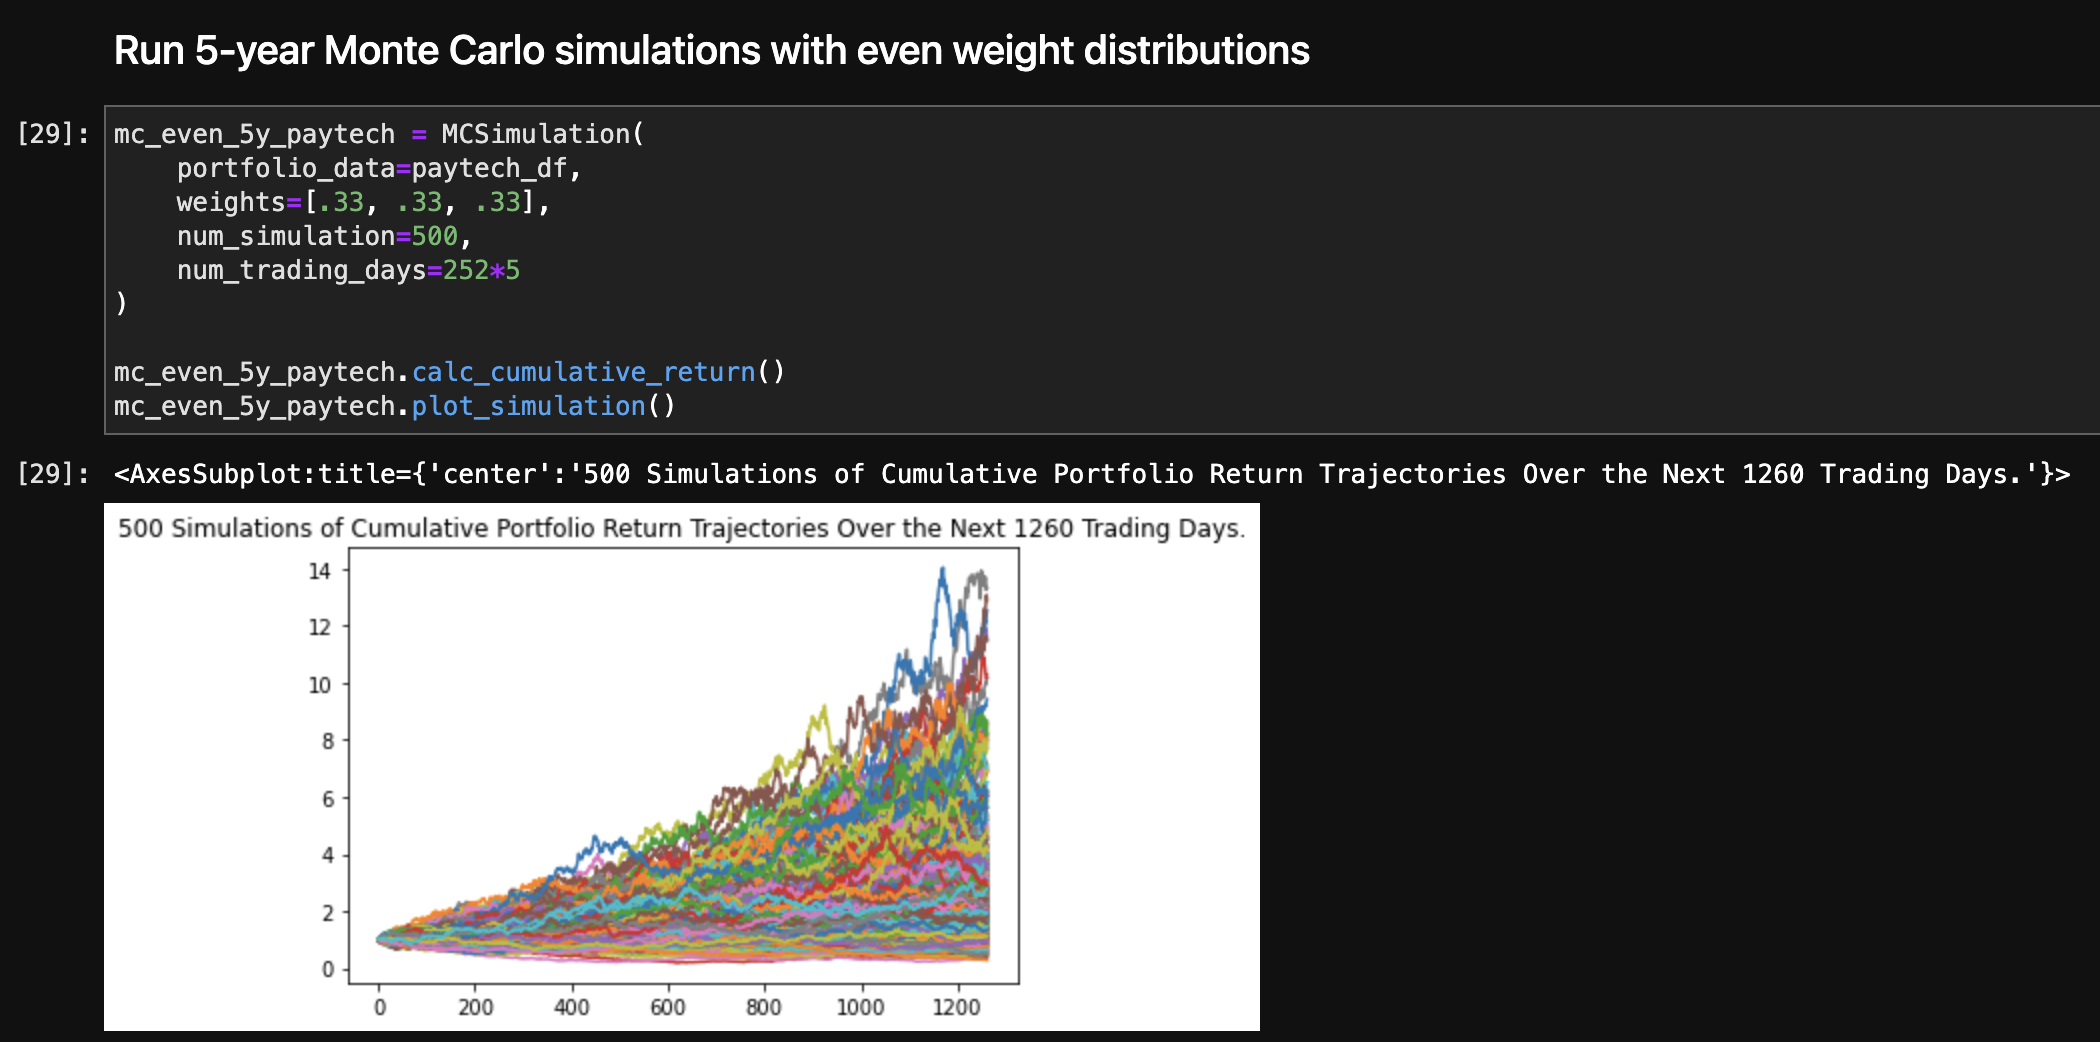 Run 5-year Monte Carlo simulations with even weight distributions
[29]: mc_even_5y_paytech = MCSimulation(
    portfolio_data=paytech_df,
    weights=[.33, .33, .33],
    num_simulation=500,
    num_trading_days=252*5
)
mc_even_5y_paytech.calc_cumulative_return()
mc_even_5y_paytech.plot_simulation()
[29]: <AxesSubplot:title={'center':'500 Simulations of Cumulative Portfolio Return Trajectories Over the Next 1260 Trading Days.'}>
500 Simulations of Cumulative Portfolio Return Trajectories Over the Next 1260 Trading Days.
14
12
10
8
6
4
2
0
0 200 400 600 800 1000 1200